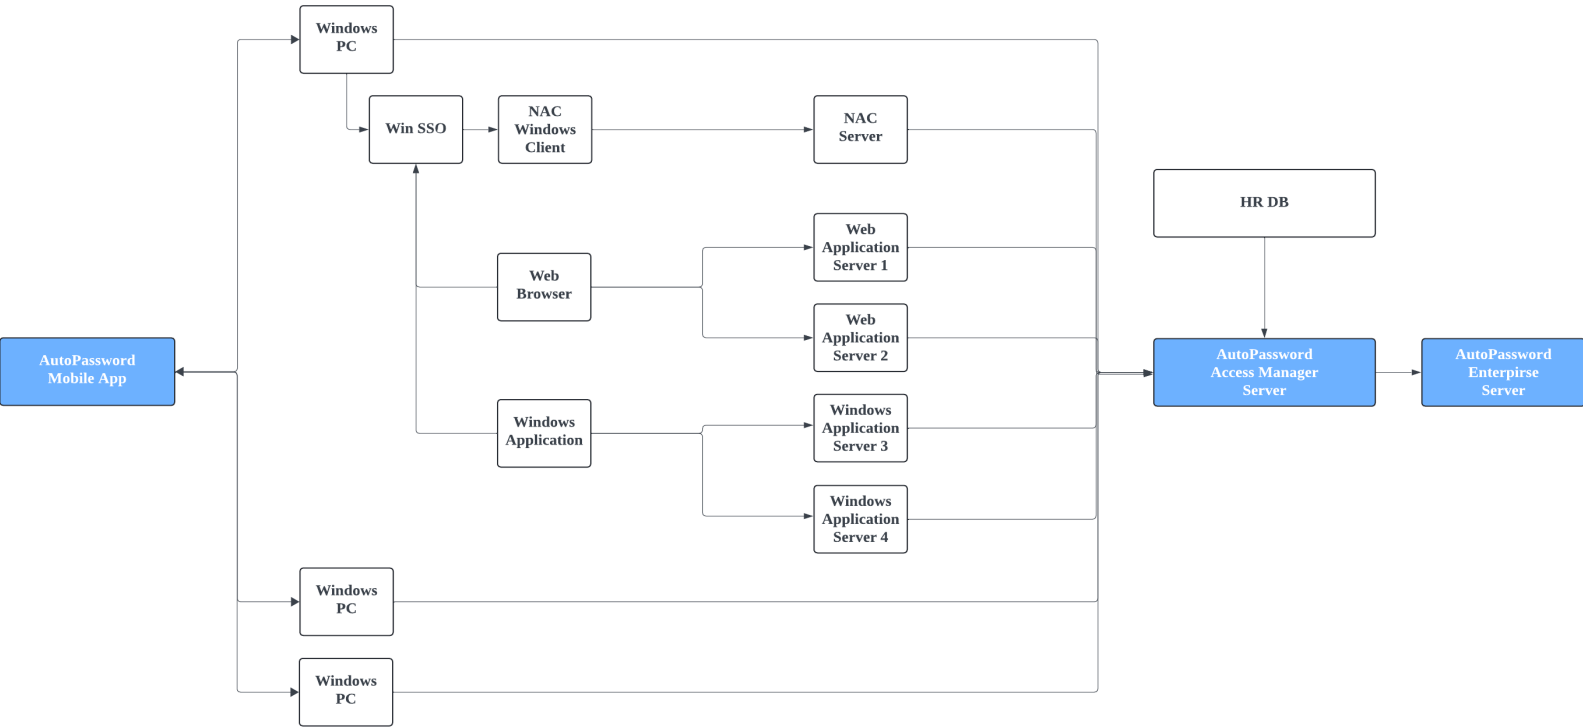 Windows
PC
Win SSO
NAC
Windows
Client
NAC
Server
HR DB
Web
Application
Server 1
Web
Browser
Web
Application
Server 2
AutoPassword
Mobile App
AutoPassword
Access Manager
Server
AutoPassword
Enterpirse
Server
Windows
Application
Windows
Application
Server 3
Windows
Application
Server 4
Windows
PC
Windows
PC